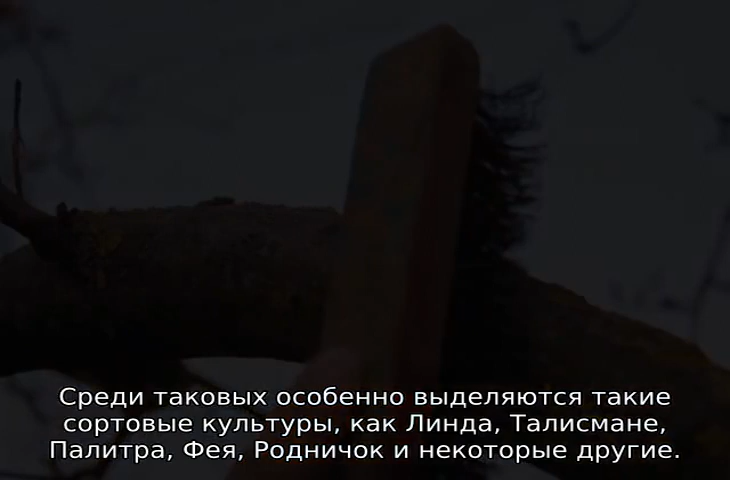 Среди таковых особенно выделяются такие
сортовые культуры, как Линда, Талисмане,
Палитра, Фея, Родничок и некоторые другие.